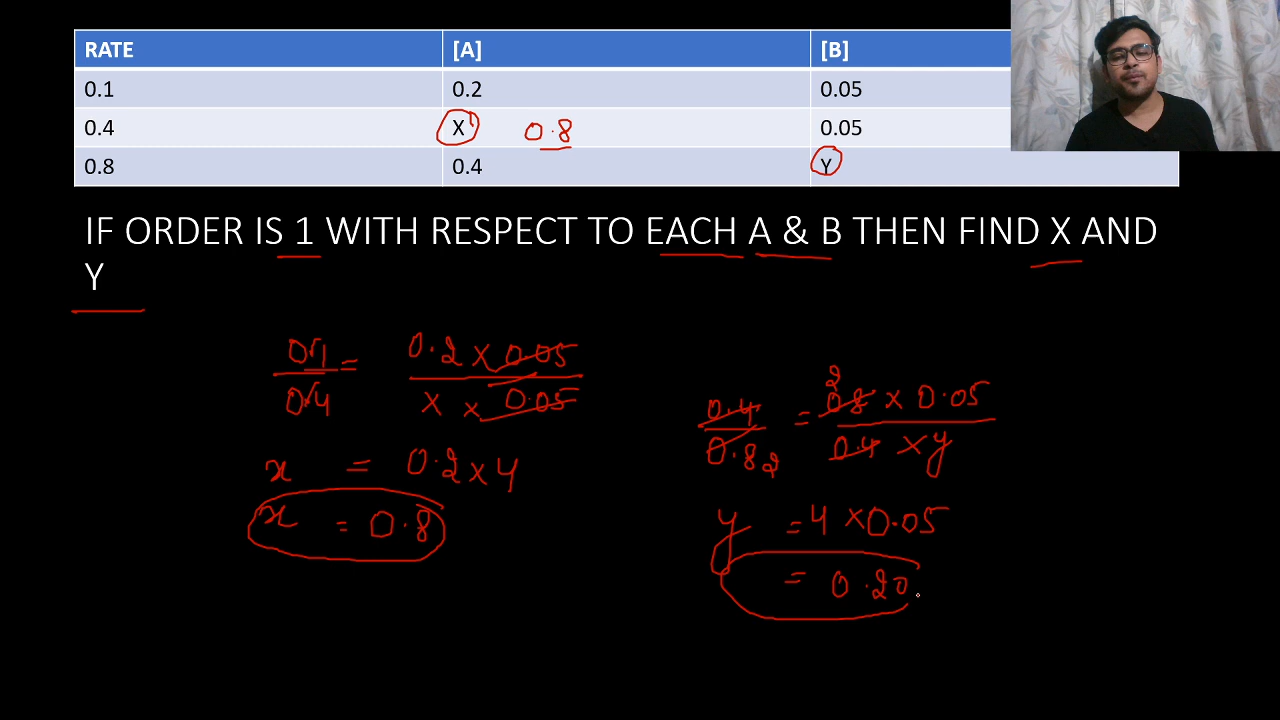 RATE [A] [B]
0.1 0.2 0.05
0.4 X 0.8 0.05
0.8 0.4 Y
IF ORDER IS 1 WITH RESPECT TO EACH A & B THEN FIND X AND
Y
0.1/0.4 = 0.2 x 0.05/x x 0.05
x = 0.2 x 4
x = 0.8
0.4/0.8 2 = 2 0.8 x 0.05/0.4 x y
y = 4 x 0.05
= 0.20